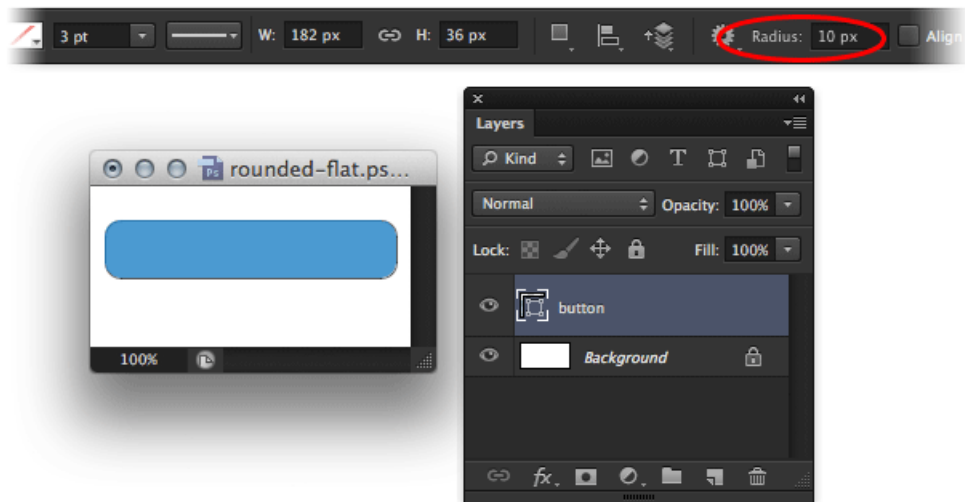 3 pt W: 182 px H: 36 px Radius: 10 px Align
Layers
Kind T
rounded-flat.ps...
Ps
Normal Opacity: 100%
Lock: Fill: 100%
button
100%
Background
fx